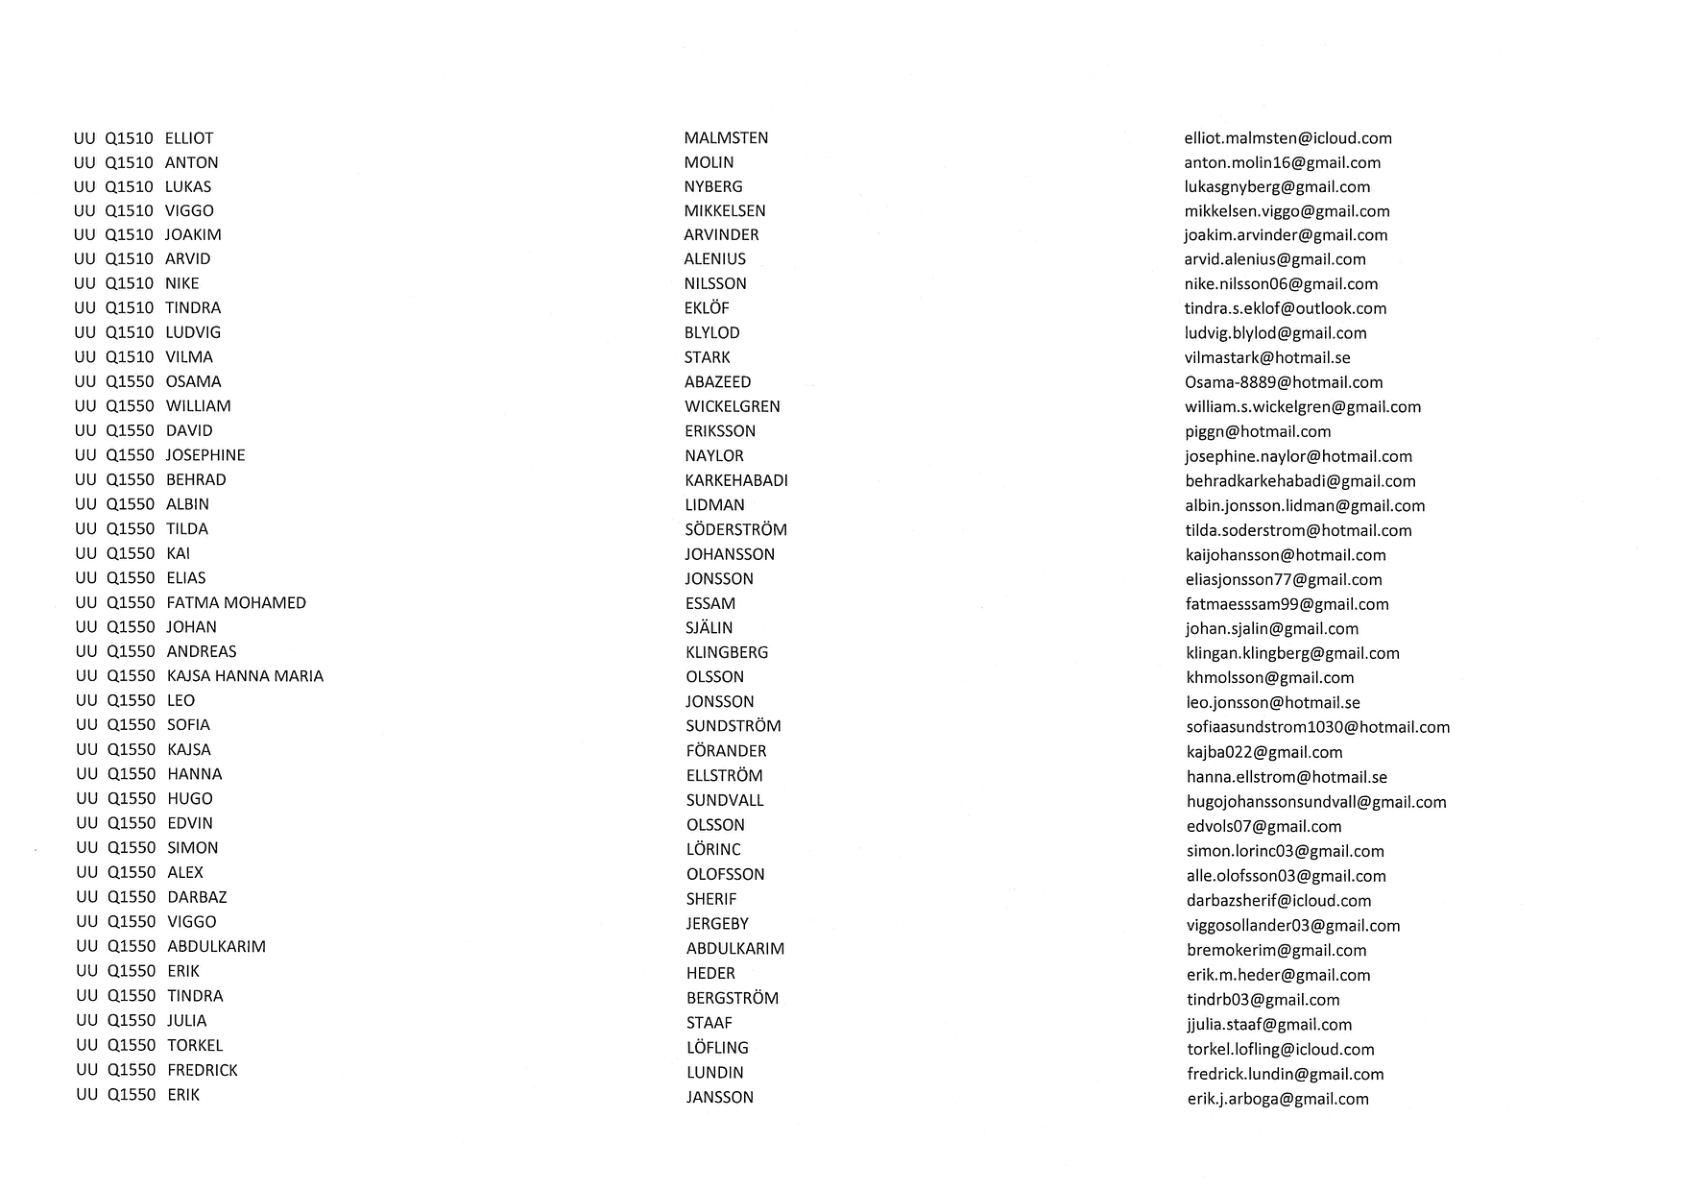 UU Q1510 ELLIOT MALMSTEN elliot.malmsten@icloud.com
UU Q1510 ANTON MOLIN anton.molin16@gmail.com
UU Q1510 LUKAS NYBERG lukasgnyberg@gmail.com
UU Q1510 VIGGO MIKKELSEN mikkelsen.viggo@gmail.com
UU Q1510 JOAKIM ARVINDER joakim.arvinder@gmail.com
UU Q1510 ARVID ALENIUS arvid.alenius@gmail.com
UU Q1510 NIKE NILSSON nike.nilsson06@gmail.com
UU Q1510 TINDRA EKLÖF tindra.s.eklof@outlook.com
UU Q1510 LUDVIG BLYLOD ludvig.blylod@gmail.com
UU Q1510 VILMA STARK vilmastark@hotmail.se
UU Q1550 OSAMA ABAZEED Osama-8889@hotmail.com
UU Q1550 WILLIAM WICKELGREN william.s.wickelgren@gmail.com
UU Q1550 DAVID ERIKSSON piggn@hotmail.com
UU Q1550 JOSEPHINE NAYLOR josephine.naylor@hotmail.com
UU Q1550 BEHRAD KARKEHABADI behradkarkehabadi@gmail.com
UU Q1550 ALBIN LIDMAN albin.jonsson.lidman@gmail.com
UU Q1550 TILDA SÖDERSTRÖM tilda.soderstrom@hotmail.com
UU Q1550 KAI JOHANSSON kaijohansson@hotmail.com
UU Q1550 ELIAS JONSSON eliasjonsson77@gmail.com
UU Q1550 FATMA MOHAMED ESSAM fatmaesssam99@gmail.com
UU Q1550 JOHAN SJÄLIN johan.sjalin@gmail.com
UU Q1550 ANDREAS KLINGBERG klingan.klingberg@gmail.com
UU Q1550 KAJSA HANNA MARIA OLSSON khmolsson@gmail.com
UU Q1550 LEO JONSSON leo.jonsson@hotmail.se
UU Q1550 SOFIA SUNDSTRÖM sofiaasundstrom1030@hotmail.com
UU Q1550 KAJSA FÖRANDER kajba022@gmail.com
UU Q1550 HANNA ELLSTRÖM hanna.ellstrom@hotmail.se
UU Q1550 HUGO SUNDVALL hugojohanssonsundvall@gmail.com
UU Q1550 EDVIN OLSSON edvols07@gmail.com
UU Q1550 SIMON LÖRINC simon.lorinc03@gmail.com
UU Q1550 ALEX OLOFSSON alle.olofsson03@gmail.com
UU Q1550 DARBAZ SHERIF darbazsherif@icloud.com
UU Q1550 VIGGO JERGEBY viggosollander03@gmail.com
UU Q1550 ABDULKARIM ABDULKARIM bremokerim@gmail.com
UU Q1550 ERIK HEDER erik.m.heder@gmail.com
UU Q1550 TINDRA BERGSTRÖM tindrb03@gmail.com
UU Q1550 JULIA STAAF jjulia.staaf@gmail.com
UU Q1550 TORKEL LÖFLING torkel.lofling@icloud.com
UU Q1550 FREDRICK LUNDIN fredrick.lundin@gmail.com
UU Q1550 ERIK JANSSON erik.j.arboga@gmail.com